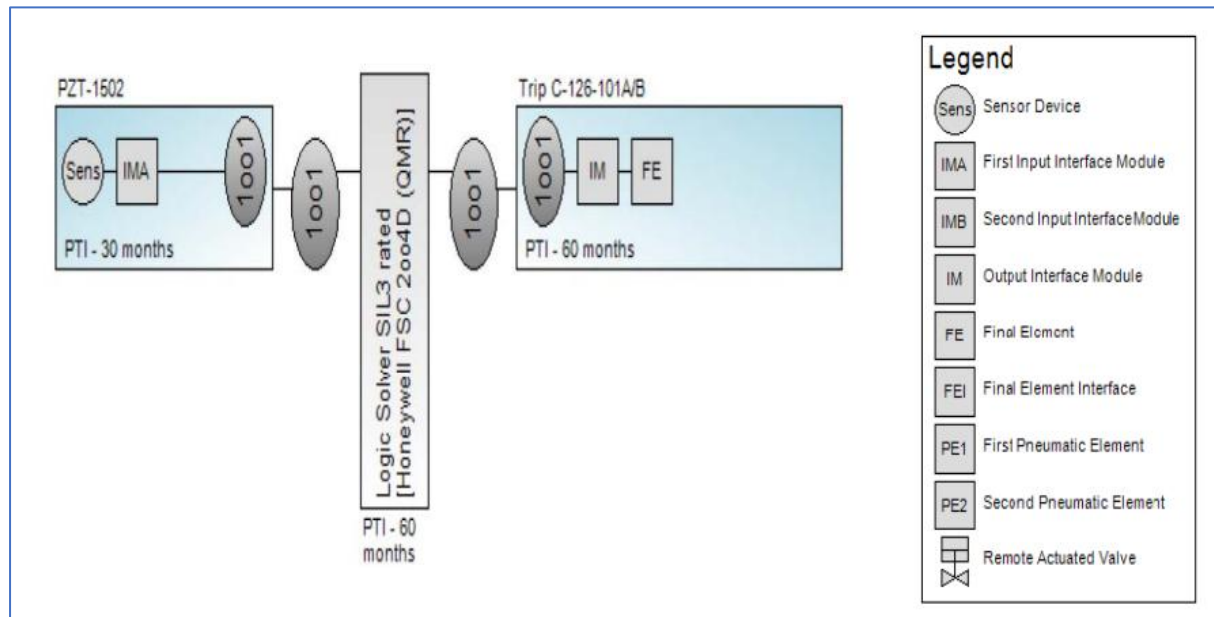 PZT-1502
Sens
IMA
1oo1
PTI - 30 months
1oo1
Logic Solver SIL3 rated
[Honeywell FSC 2oo4D (QMR)]
PTI - 60
months
1oo1
Trip C-126-101A/B
1oo1
IM
FE
PTI - 60 months
Legend
Sens Sensor Device
IMA First Input Interface Module
IMB Second Input Interface Module
IM Output Interface Module
FE Final Element
FEI Final Element Interface
PE1 First Pneumatic Element
PE2 Second Pneumatic Element
Remote Actuated Valve